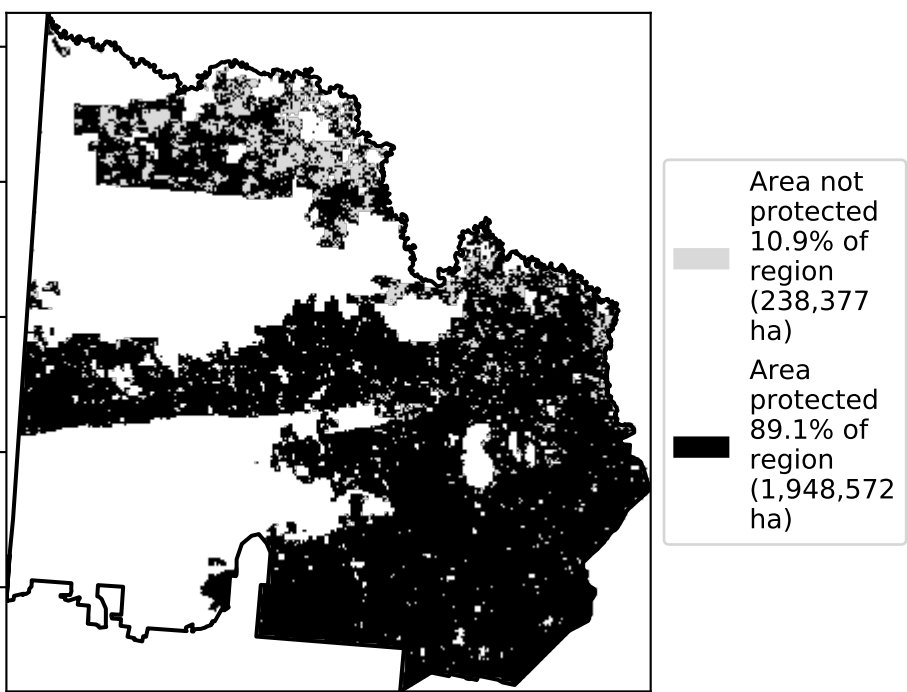 Area not
protected
10.9% of
region
(238,377
ha)
Area
protected
89.1% of
region
(1,948,572
ha)